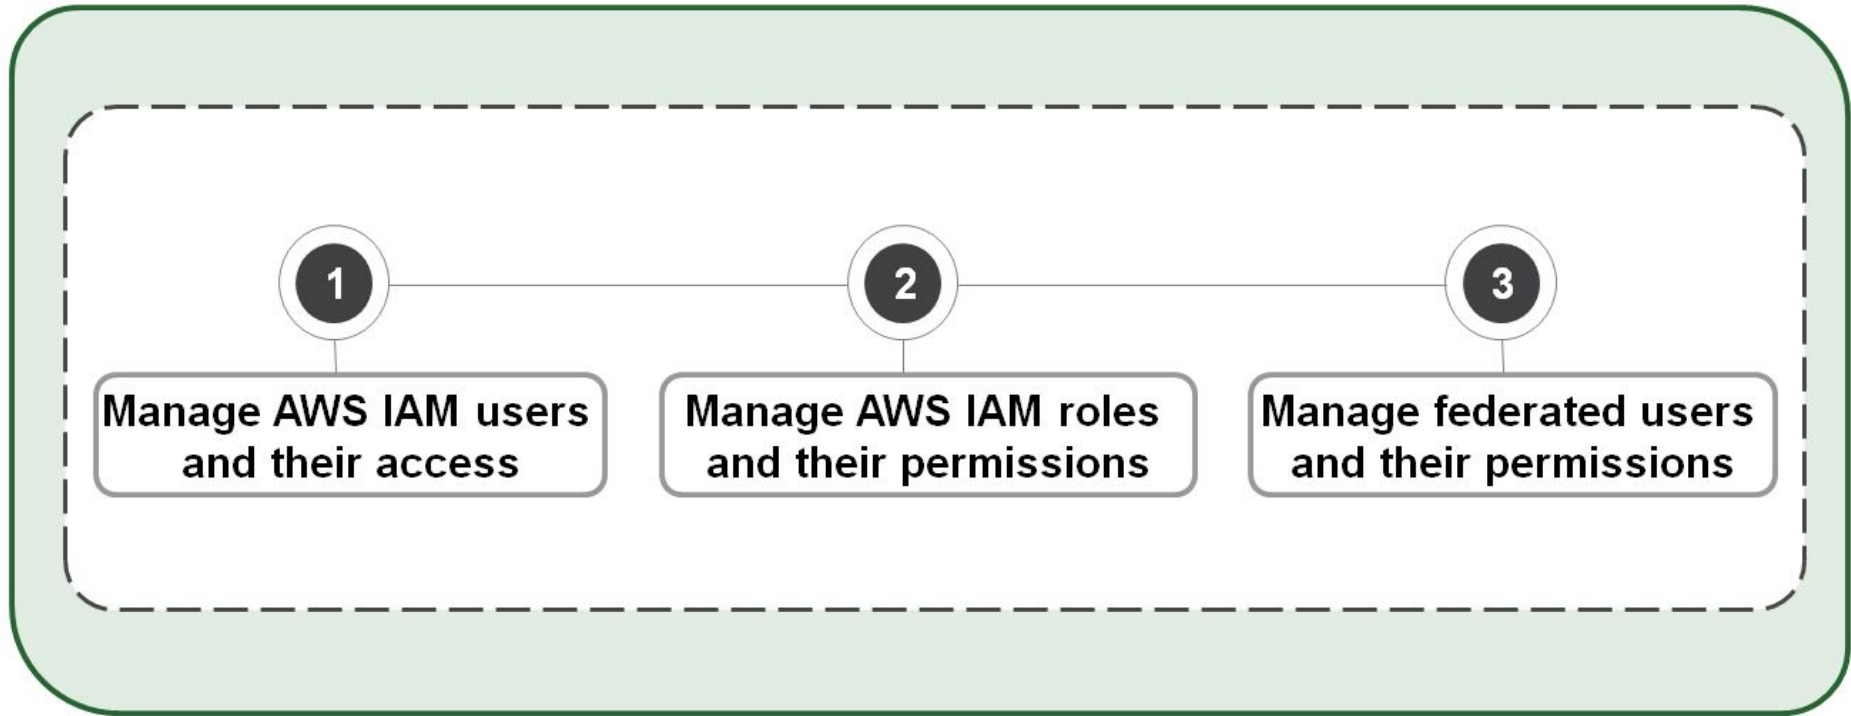 1
2
3
Manage AWS IAM users
and their access
Manage AWS IAM roles
and their permissions
Manage federated users
and their permissions